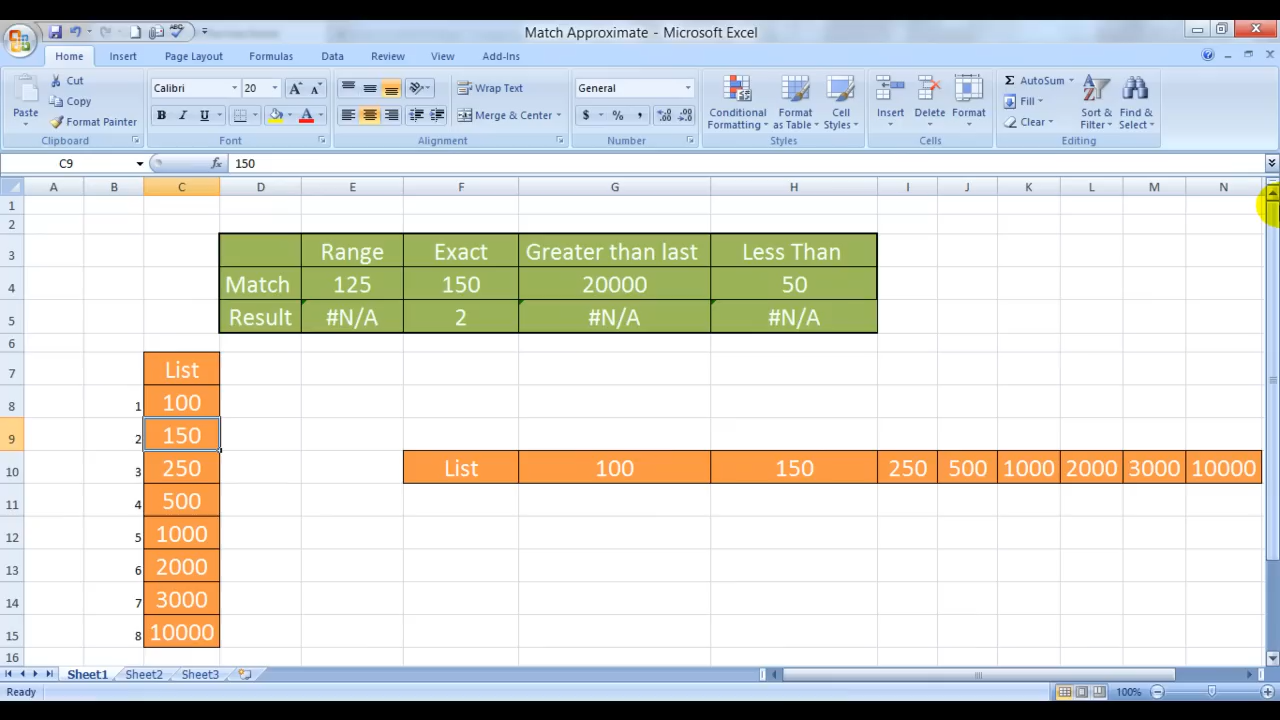 Match Approximate - Microsoft Excel
Home Insert Page Layout Formulas Data Review View Add-Ins
Paste
Cut
Copy
Format Painter
Clipboard
Calibri 20
B I U
Font
Wrap Text
Merge & Center
Alignment
General
$ % ,
Number
Conditional Formatting
Format as Table
Cell Styles
Styles
Insert Delete Format
Cells
AutoSum
Fill
Clear
Sort & Filter
Find & Select
Editing
C9 fx 150
A B C D E F G H I J K L M N
1
2
3 Range Exact Greater than last Less Than
4 Match 125 150 20000 50
5 Result #N/A 2 #N/A #N/A
6
7 List
8 1 100
9 2 150
10 3 250 List 100 150 250 500 1000 2000 3000 10000
11 4 500
12 5 1000
13 6 2000
14 7 3000
15 8 10000
16
Sheet1 Sheet2 Sheet3
Ready 100%